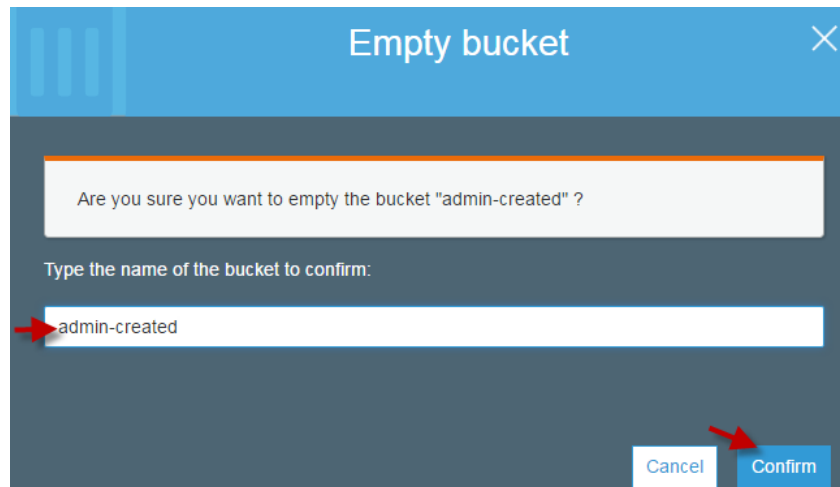 Empty bucket
Are you sure you want to empty the bucket "admin-created" ?
Type the name of the bucket to confirm:
admin-created
Cancel Confirm